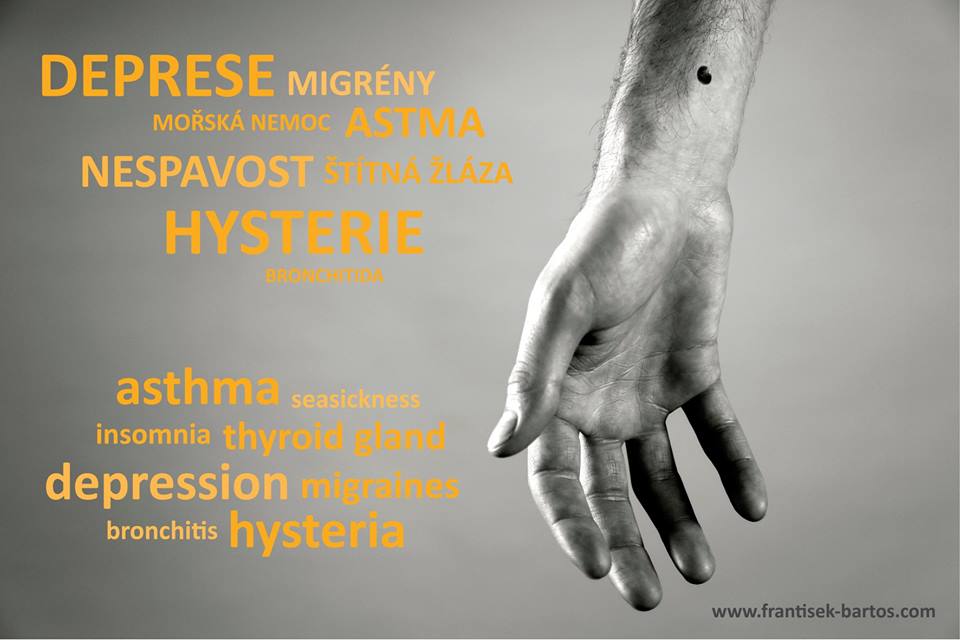 DEPRESE MIGRÉNY
MOŘSKÁ NEMOC ASTMA
NESPAVOST ŠTÍTNÁ ŽLÁZA
HYSTERIE
BRONCHITIDA
asthma seasickness
insomnia thyroid gland
depression migraines
bronchitis hysteria
www.frantisek-bartos.com